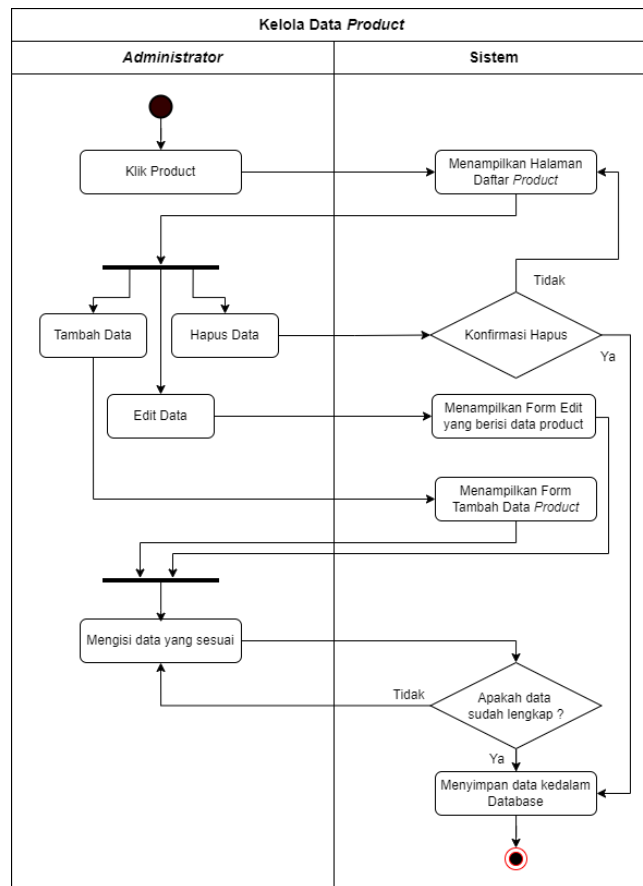 Kelola Data Product
Administrator
Sistem
Klik Product
Menampilkan Halaman
Daftar Product
Tidak
Tambah Data
Hapus Data
Konfirmasi Hapus
Ya
Edit Data
Menampilkan Form Edit
yang berisi data product
Menampilkan Form
Tambah Data Product
Mengisi data yang sesuai
Tidak
Apakah data
sudah lengkap ?
Ya
Menyimpan data kedalam
Database